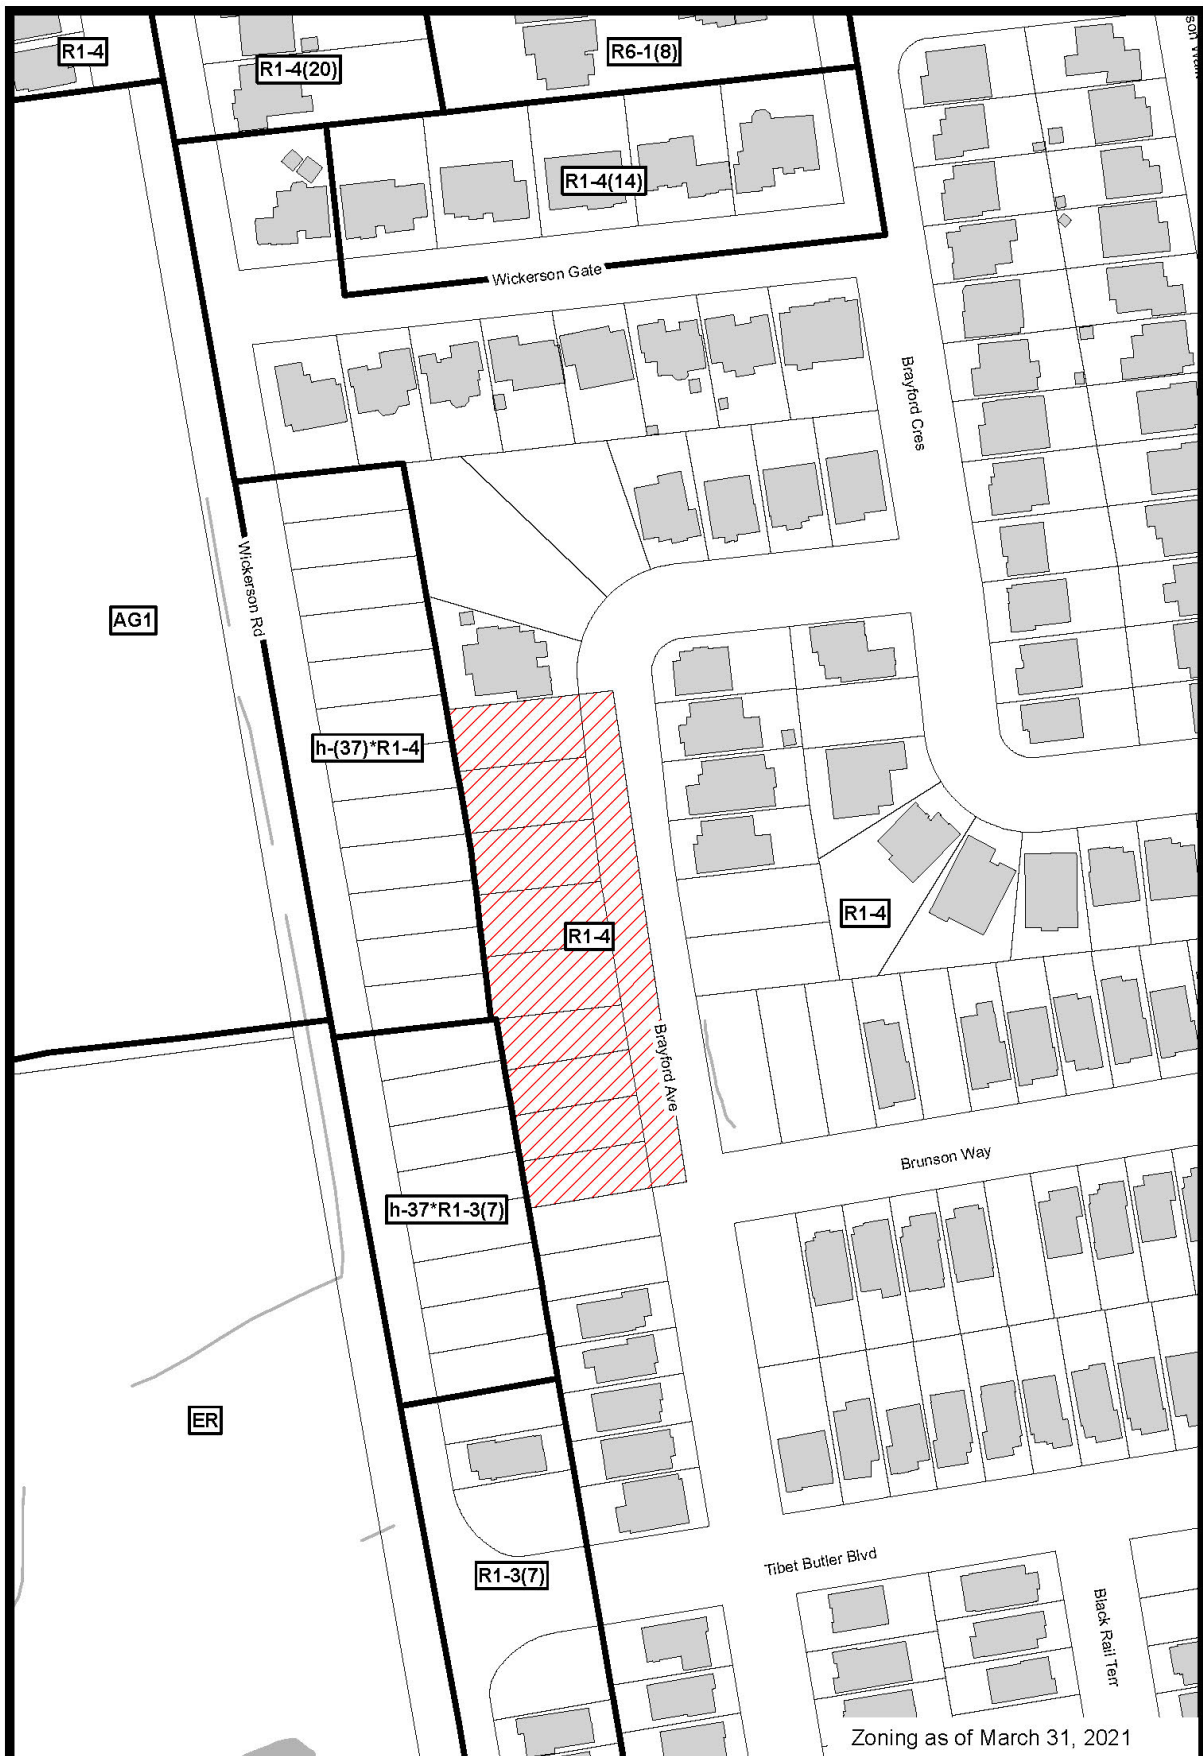 R1-4
R1-4(20)
R6-1(8)
R1-4(14)
Wickerson Gate
Brayford Cres
Wickerson Rd
AG1
h-(37)*R1-4
R1-4
R1-4
Brayford Ave
Brunson Way
h-37*R1-3(7)
ER
Tibet Butler Blvd
R1-3(7)
Black Rail Terr
Zoning as of March 31, 2021